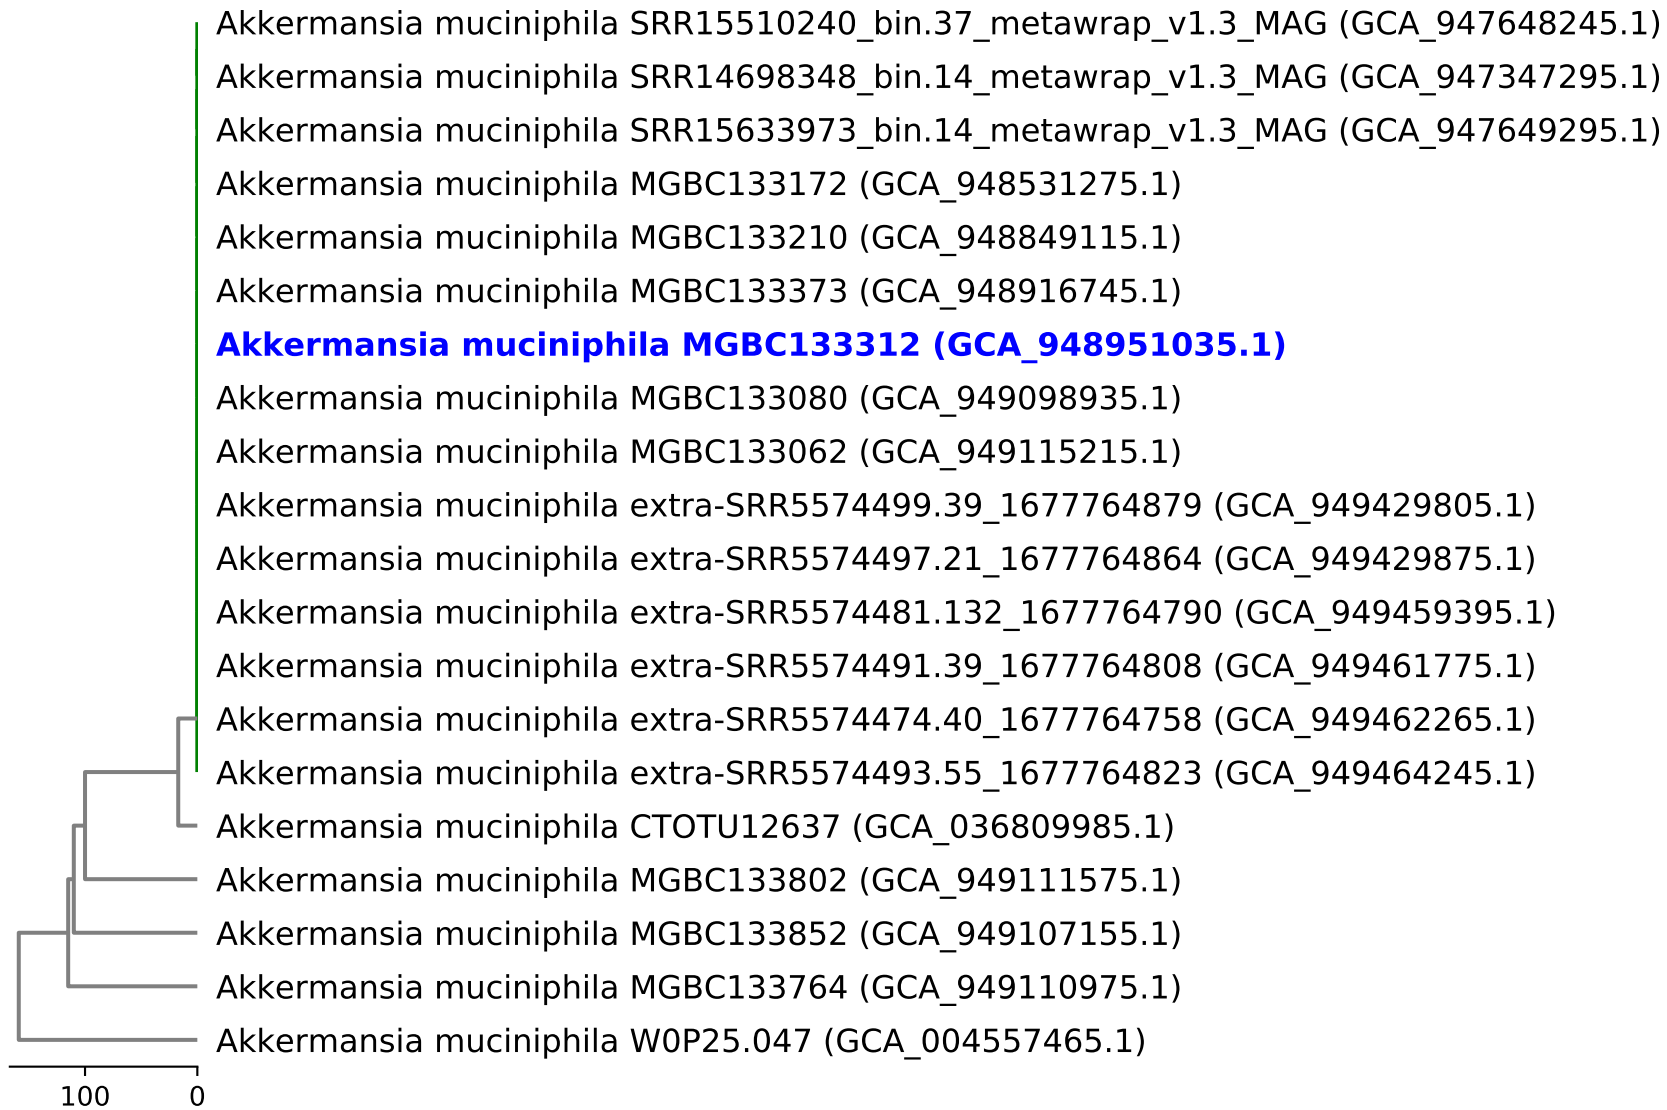 Akkermansia muciniphila SRR15510240_bin.37_metawrap_v1.3_MAG (GCA_947648245.1)
Akkermansia muciniphila SRR14698348_bin.14_metawrap_v1.3_MAG (GCA_947347295.1)
Akkermansia muciniphila SRR15633973_bin.14_metawrap_v1.3_MAG (GCA_947649295.1)
Akkermansia muciniphila MGBC133172 (GCA_948531275.1)
Akkermansia muciniphila MGBC133210 (GCA_948849115.1)
Akkermansia muciniphila MGBC133373 (GCA_948916745.1)
Akkermansia muciniphila MGBC133312 (GCA_948951035.1)
Akkermansia muciniphila MGBC133080 (GCA_949098935.1)
Akkermansia muciniphila MGBC133062 (GCA_949115215.1)
Akkermansia muciniphila extra-SRR5574499.39_1677764879 (GCA_949429805.1)
Akkermansia muciniphila extra-SRR5574497.21_1677764864 (GCA_949429875.1)
Akkermansia muciniphila extra-SRR5574481.132_1677764790 (GCA_949459395.1)
Akkermansia muciniphila extra-SRR5574491.39_1677764808 (GCA_949461775.1)
Akkermansia muciniphila extra-SRR5574474.40_1677764758 (GCA_949462265.1)
Akkermansia muciniphila extra-SRR5574493.55_1677764823 (GCA_949464245.1)
Akkermansia muciniphila CTOTU12637 (GCA_036809985.1)
Akkermansia muciniphila MGBC133802 (GCA_949111575.1)
Akkermansia muciniphila MGBC133852 (GCA_949107155.1)
Akkermansia muciniphila MGBC133764 (GCA_949110975.1)
Akkermansia muciniphila W0P25.047 (GCA_004557465.1)
100 0